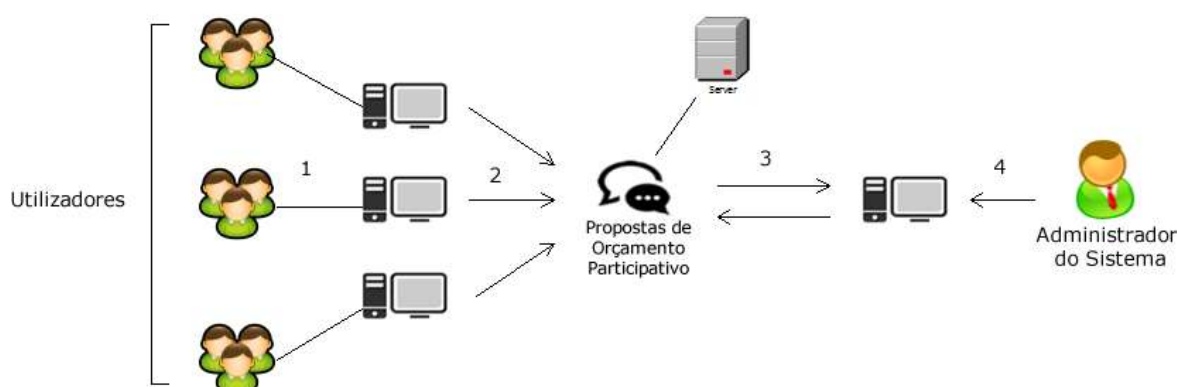 Server
1
2
3
4
Utilizadores
Propostas de
Orçamento
Participativo
Administrador
do Sistema